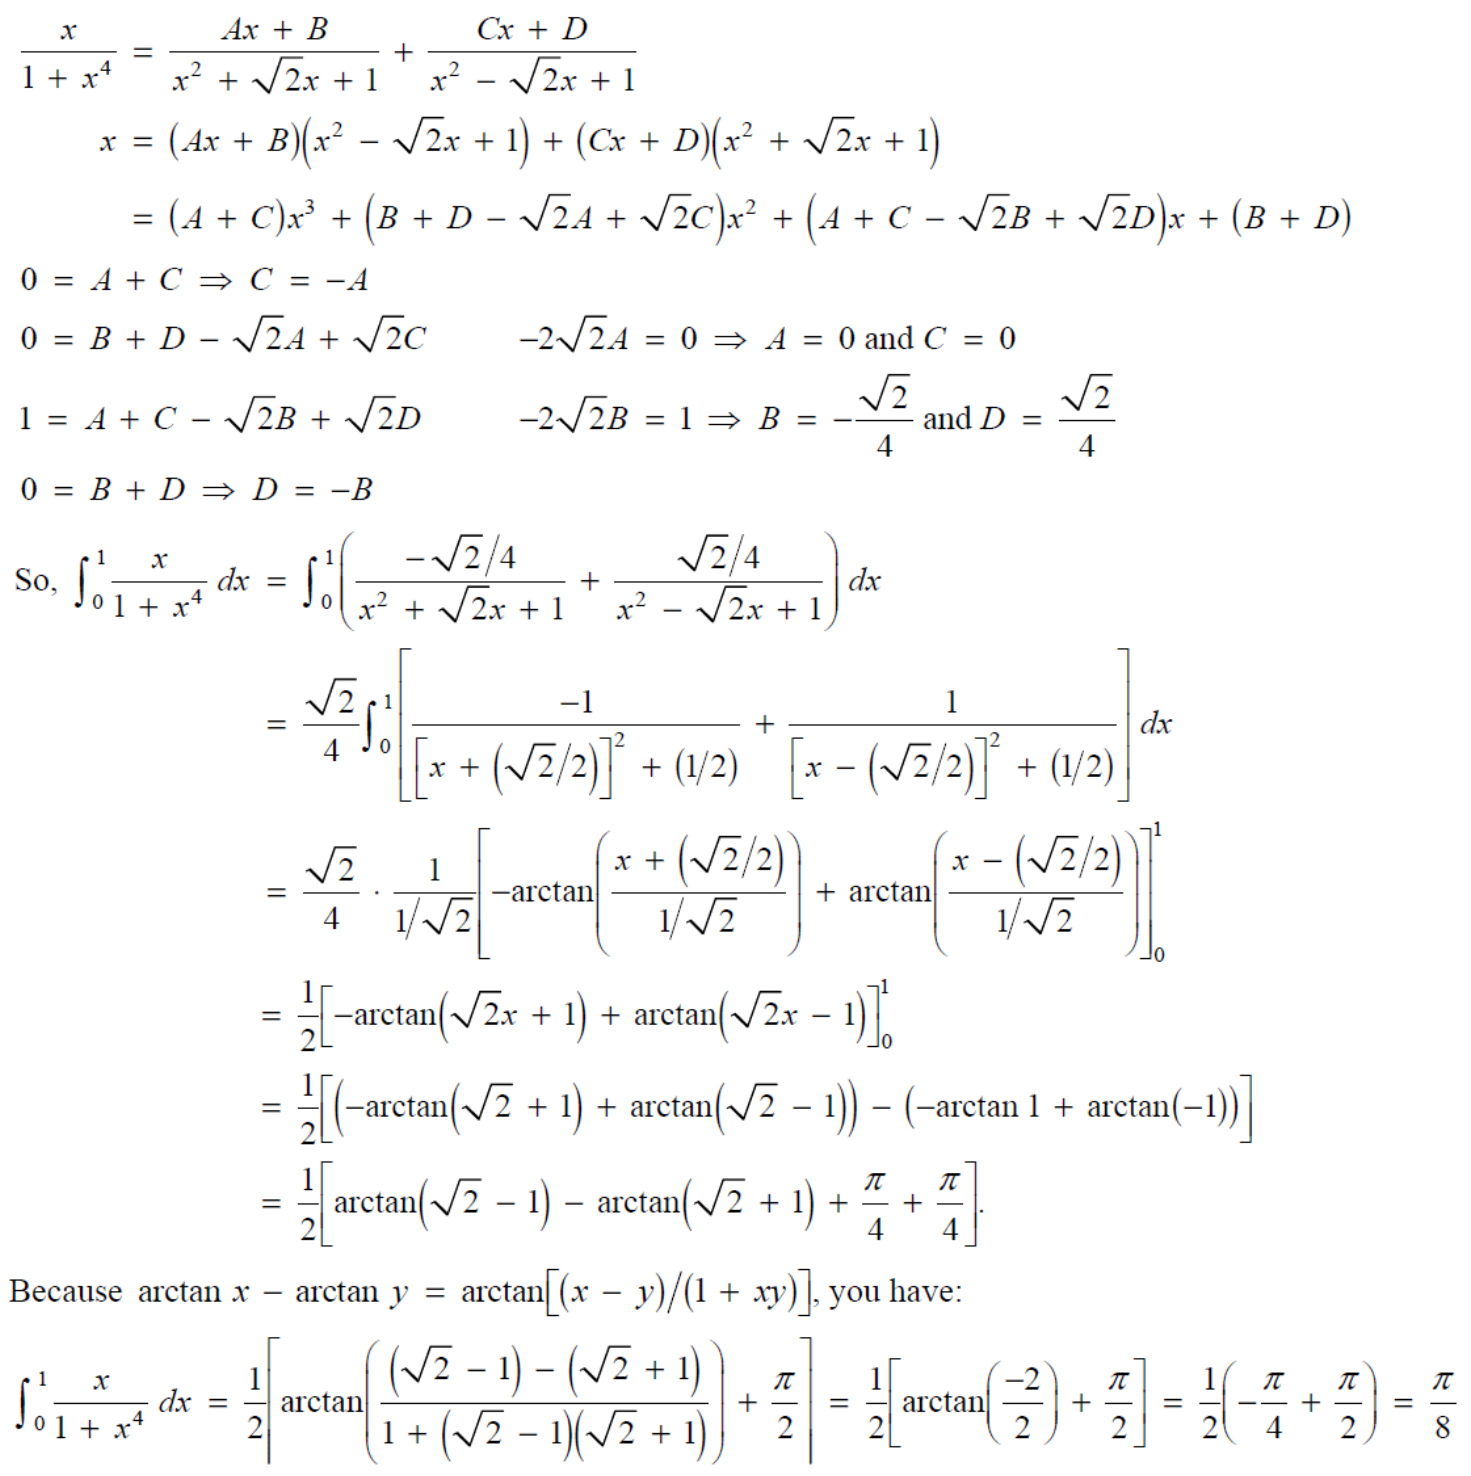 x/(1 + x⁴) = (Ax + B)/(x² + √2x + 1) + (Cx + D)/(x² − √2x + 1)
x = (Ax + B)(x² − √2x + 1) + (Cx + D)(x² + √2x + 1)
= (A + C)x³ + (B + D − √2A + √2C)x² + (A + C − √2B + √2D)x + (B + D)
0 = A + C ⇒ C = −A
0 = B + D − √2A + √2C −2√2A = 0 ⇒ A = 0 and C = 0
1 = A + C − √2B + √2D −2√2B = 1 ⇒ B = −√2/4 and D = √2/4
0 = B + D ⇒ D = −B
So, ∫₀¹ x/(1 + x⁴) dx = ∫₀¹ ((−√2/4)/(x² + √2x + 1) + (√2/4)/(x² − √2x + 1)) dx
= √2/4 ∫₀¹ [−1/([x + (√2/2)]² + (1/2)) + 1/([x − (√2/2)]² + (1/2))] dx
= √2/4 · 1/(1/√2) [−arctan((x + (√2/2))/(1/√2)) + arctan((x − (√2/2))/(1/√2))]₀¹
= 1/2[−arctan(√2x + 1) + arctan(√2x − 1)]₀¹
= 1/2[(−arctan(√2 + 1) + arctan(√2 − 1)) − (−arctan 1 + arctan(−1))]
= 1/2[arctan(√2 − 1) − arctan(√2 + 1) + π/4 + π/4].
Because arctan x − arctan y = arctan[(x − y)/(1 + xy)], you have:
∫₀¹ x/(1 + x⁴) dx = 1/2[arctan(((√2 − 1) − (√2 + 1))/(1 + (√2 − 1)(√2 + 1))) + π/2] = 1/2[arctan(−2/2) + π/2] = 1/2(−π/4 + π/2) = π/8